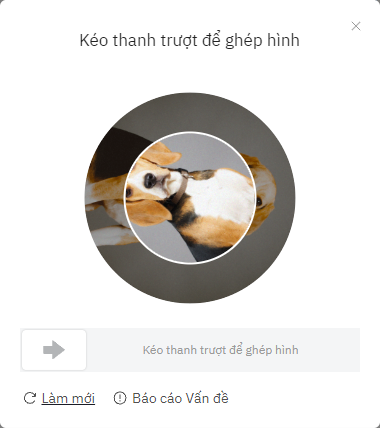 Kéo thanh trượt để ghép hình
Kéo thanh trượt để ghép hình
Làm mới
Báo cáo Vấn đề